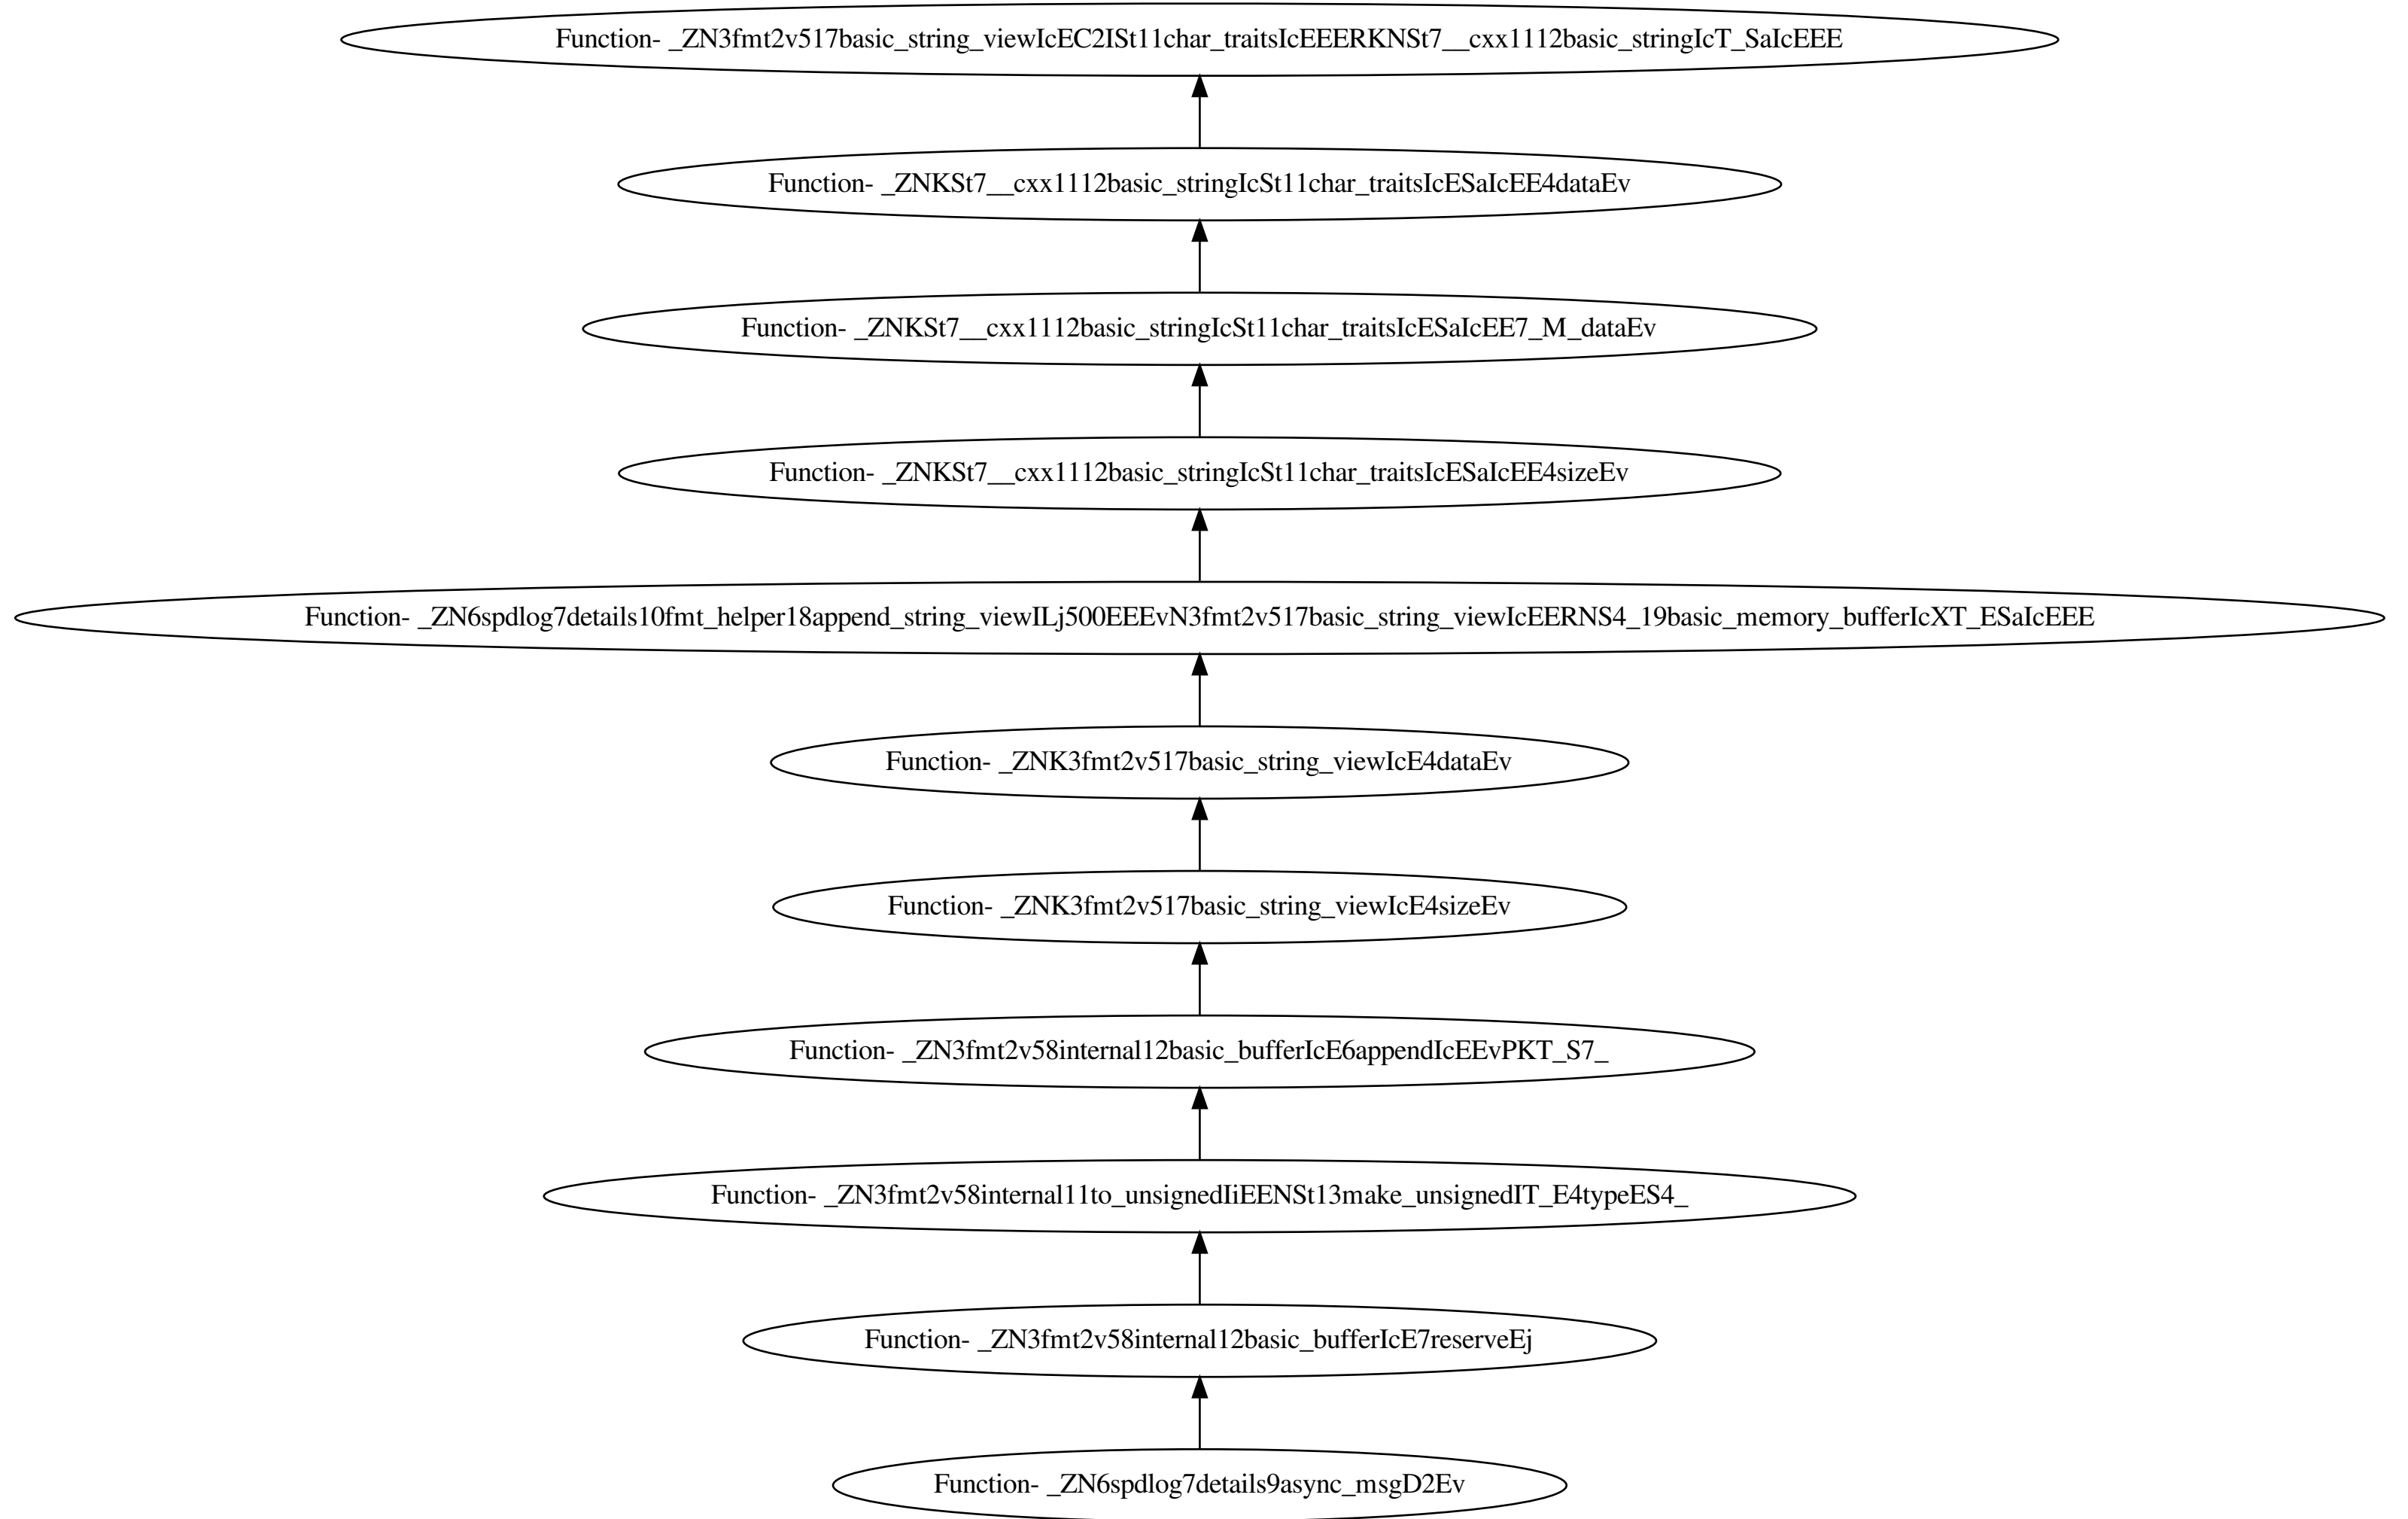 Function- _ZN3fmt2v517basic_string_viewIcEC2ISt11char_traitsIcEEERKNSt7__cxx1112basic_stringIcT_SaIcEEE
Function- _ZNKSt7__cxx1112basic_stringIcSt11char_traitsIcESaIcEE4dataEv
Function- _ZNKSt7__cxx1112basic_stringIcSt11char_traitsIcESaIcEE7_M_dataEv
Function- _ZNKSt7__cxx1112basic_stringIcSt11char_traitsIcESaIcEE4sizeEv
Function- _ZN6spdlog7details10fmt_helper18append_string_viewILj500EEEvN3fmt2v517basic_string_viewIcEERNS4_19basic_memory_bufferIcXT_ESaIcEEE
Function- _ZNK3fmt2v517basic_string_viewIcE4dataEv
Function- _ZNK3fmt2v517basic_string_viewIcE4sizeEv
Function- _ZN3fmt2v58internal12basic_bufferIcE6appendIcEEvPKT_S7_
Function- _ZN3fmt2v58internal11to_unsignedIiEENSt13make_unsignedIT_E4typeES4_
Function- _ZN3fmt2v58internal12basic_bufferIcE7reserveEj
Function- _ZN6spdlog7details9async_msgD2Ev